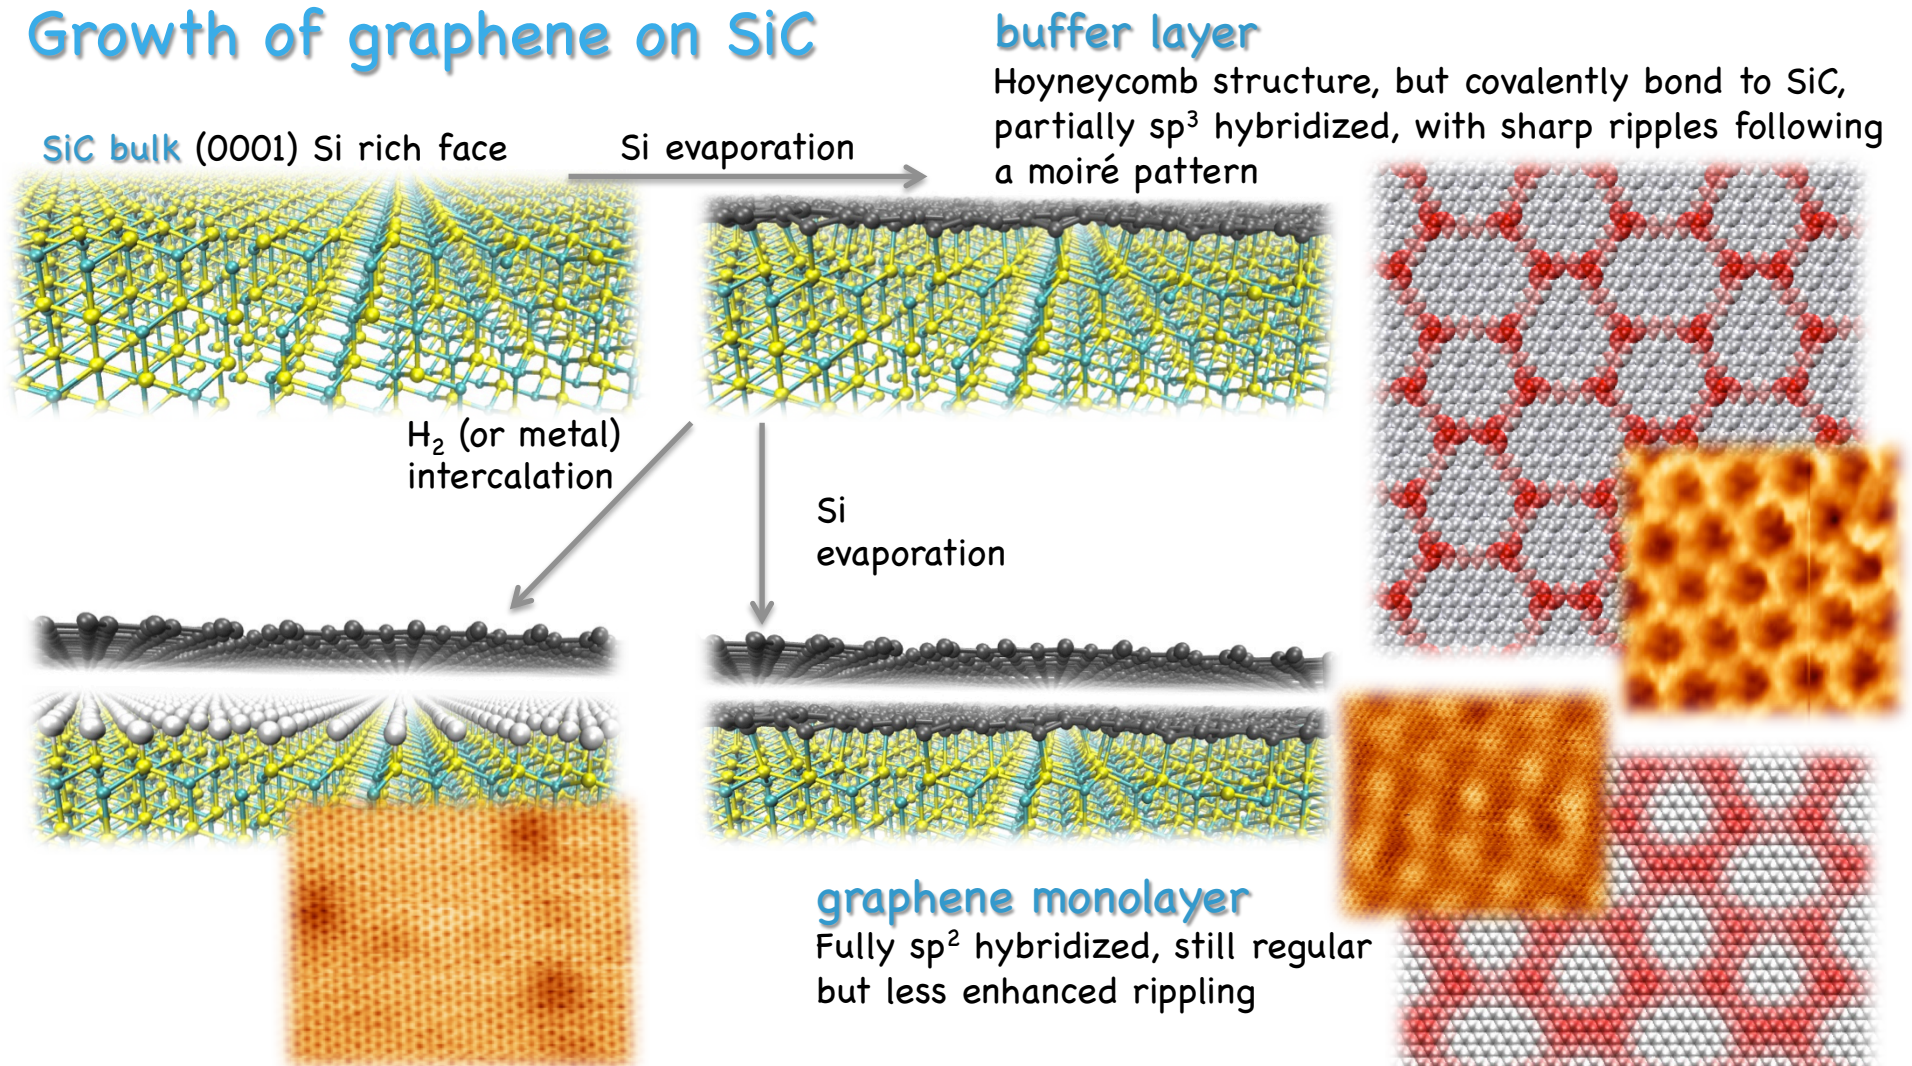 Growth of graphene on SiC
buffer layer
Hoyneycomb structure, but covalently bond to SiC,
partially sp³ hybridized, with sharp ripples following
a moiré pattern
SiC bulk (0001) Si rich face
Si evaporation
H₂ (or metal)
intercalation
Si
evaporation
graphene monolayer
Fully sp² hybridized, still regular
but less enhanced rippling